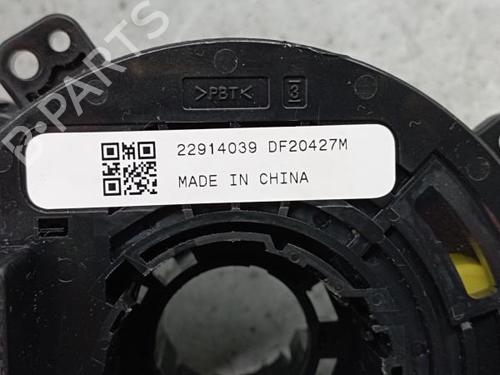 B-PARTS
>PBT<
3
22914039 DF20427M
MADE IN CHINA